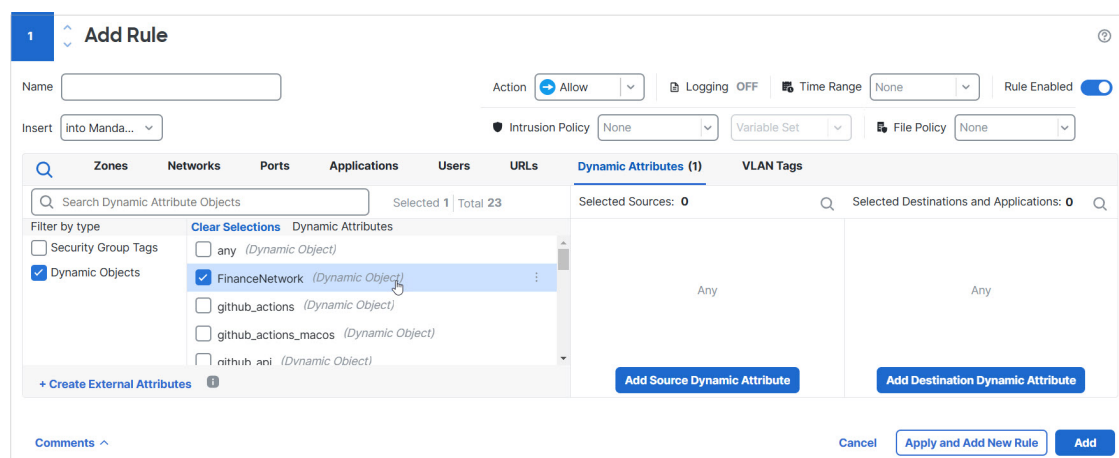 1 Add Rule
Name Action Allow Logging OFF Time Range None Rule Enabled
Insert into Manda... Intrusion Policy None Variable Set File Policy None
Zones Networks Ports Applications Users URLs Dynamic Attributes (1) VLAN Tags
Search Dynamic Attribute Objects Selected 1 Total 23 Selected Sources: 0 Selected Destinations and Applications: 0
Filter by type Clear Selections Dynamic Attributes
Security Group Tags any (Dynamic Object)
Dynamic Objects FinanceNetwork (Dynamic Object)
Any Any
github_actions (Dynamic Object)
github_actions_macos (Dynamic Object)
github_api (Dynamic Object)
+ Create External Attributes Add Source Dynamic Attribute Add Destination Dynamic Attribute
Comments Cancel Apply and Add New Rule Add